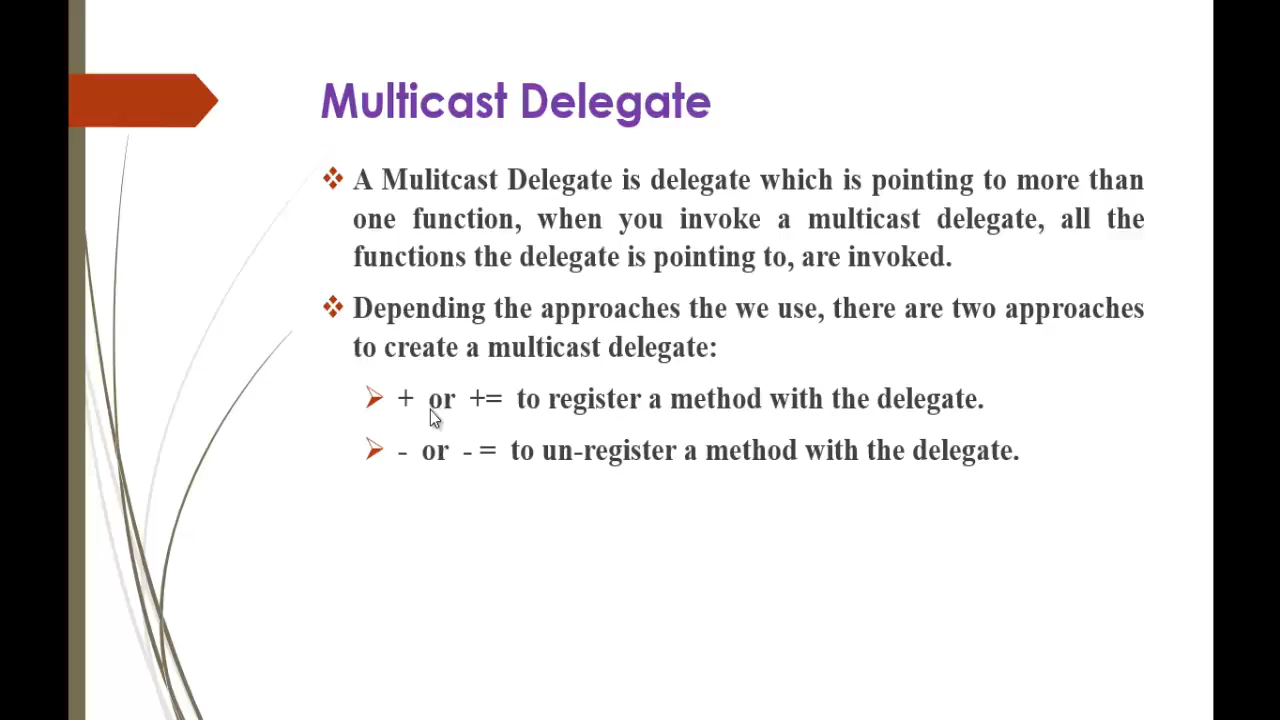 Multicast Delegate
A Mulitcast Delegate is delegate which is pointing to more than
one function, when you invoke a multicast delegate, all the
functions the delegate is pointing to, are invoked.
Depending the approaches the we use, there are two approaches
to create a multicast delegate:
+ or += to register a method with the delegate.
- or - = to un-register a method with the delegate.